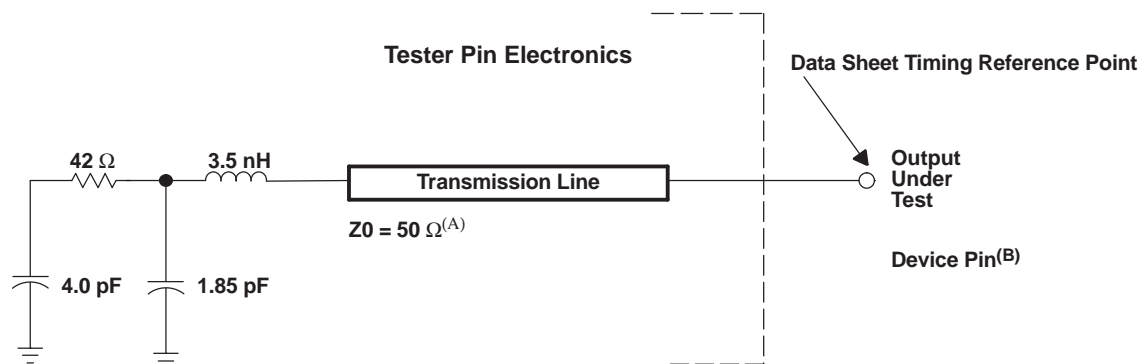 Tester Pin Electronics
Data Sheet Timing Reference Point
42 Ω
3.5 nH
Transmission Line
Output
Under
Test
Z0 = 50 Ω(A)
Device Pin(B)
4.0 pF
1.85 pF